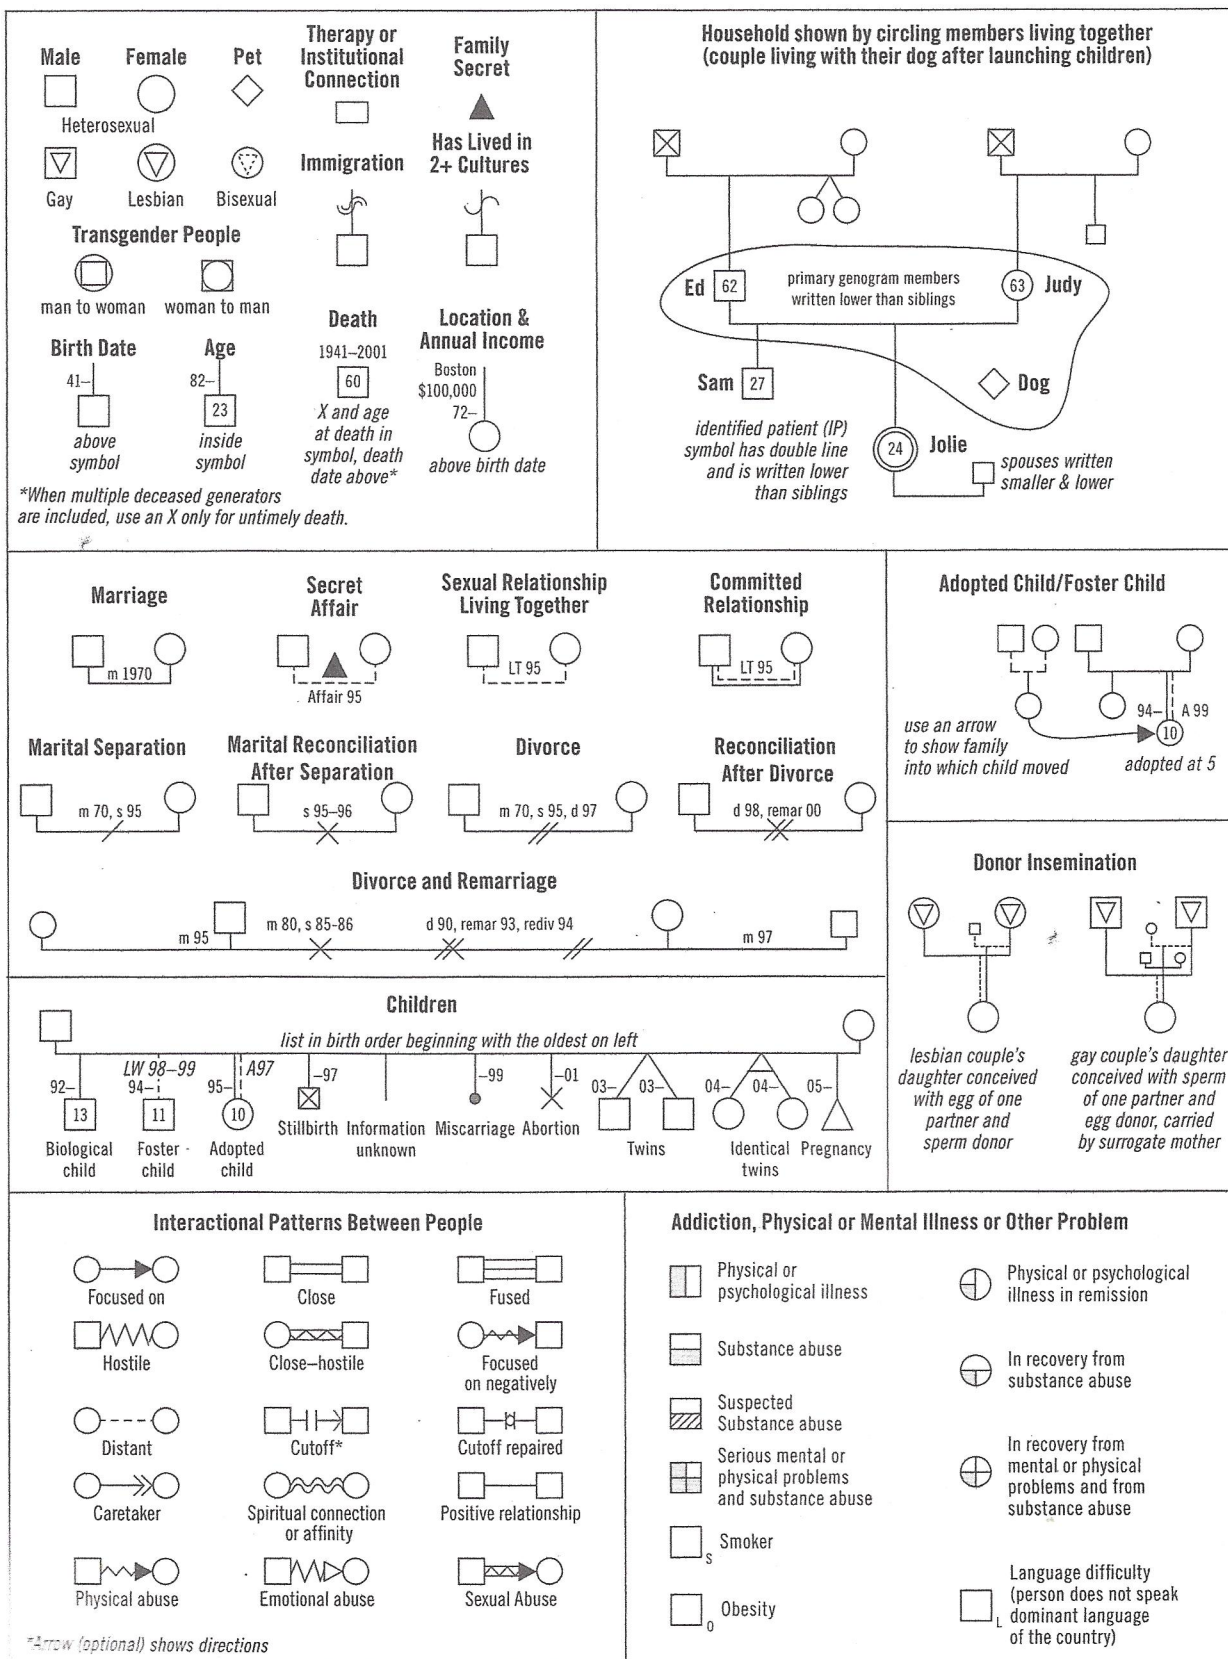 Male
Female
Pet
Heterosexual
Gay
Lesbian
Bisexual
Transgender People
man to woman
woman to man
Birth Date
41–
above
symbol
Age
82–
23
inside
symbol
*When multiple deceased generators
are included, use an X only for untimely death.
Therapy or
Institutional
Connection
Immigration
Death
1941–2001
60
X and age
at death in
symbol, death
date above*
Family
Secret
Has Lived in
2+ Cultures
Location &
Annual Income
Boston
$100,000
72–
above birth date
Household shown by circling members living together
(couple living with their dog after launching children)
Ed
62
primary genogram members
written lower than siblings
63
Judy
Sam
27
Dog
identified patient (IP)
symbol has double line
and is written lower
than siblings
24
Jolie
spouses written
smaller & lower
Marriage
m 1970
Secret
Affair
Affair 95
Sexual Relationship
Living Together
LT 95
Committed
Relationship
LT 95
Marital Separation
m 70, s 95
Marital Reconciliation
After Separation
s 95–96
Divorce
m 70, s 95, d 97
Reconciliation
After Divorce
d 98, remar 00
Divorce and Remarriage
m 95
m 80, s 85-86
d 90, remar 93, rediv 94
m 97
Adopted Child/Foster Child
94–
A 99
10
use an arrow
to show family
into which child moved
adopted at 5
Donor Insemination
lesbian couple's
daughter conceived
with egg of one
partner and
sperm donor
gay couple's daughter
conceived with sperm
of one partner and
egg donor, carried
by surrogate mother
Children
list in birth order beginning with the oldest on left
92–
13
Biological
child
LW 98–99
94–
11
Foster -
child
95–
A97
10
Adopted
child
–97
Stillbirth
Information
unknown
–99
Miscarriage
–01
Abortion
03–
03–
Twins
04–
04–
Identical
twins
05–
Pregnancy
Interactional Patterns Between People
Focused on
Close
Fused
Hostile
Close–hostile
Focused
on negatively
Distant
Cutoff*
Cutoff repaired
Caretaker
Spiritual connection
or affinity
Positive relationship
Physical abuse
Emotional abuse
Sexual Abuse
*Arrow (optional) shows directions
Addiction, Physical or Mental Illness or Other Problem
Physical or
psychological illness
Substance abuse
Suspected
Substance abuse
Serious mental or
physical problems
and substance abuse
S
Smoker
O
Obesity
Physical or psychological
illness in remission
In recovery from
substance abuse
In recovery from
mental or physical
problems and from
substance abuse
L
Language difficulty
(person does not speak
dominant language
of the country)